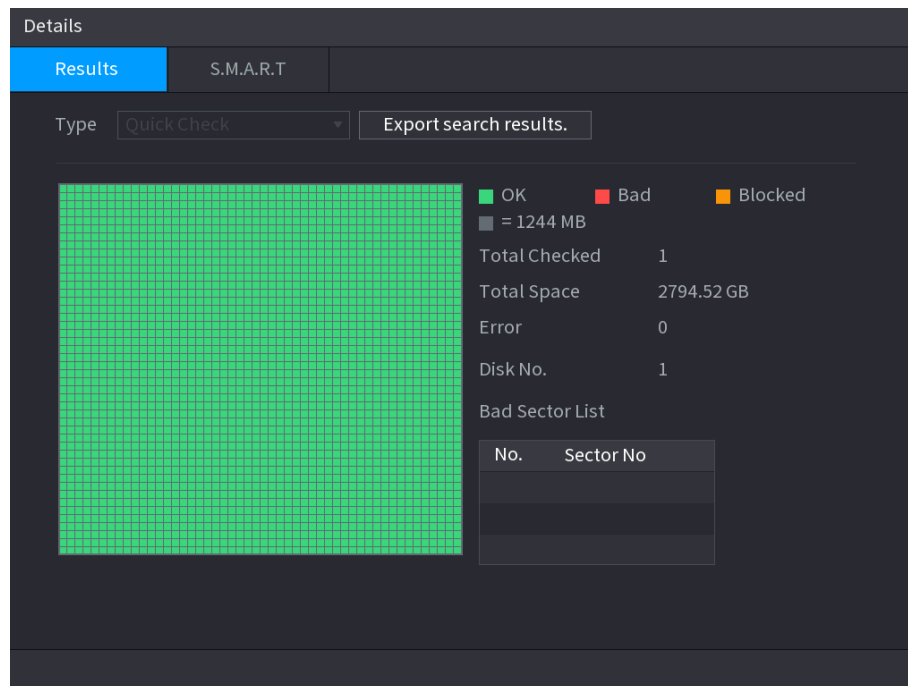 Details
Results S.M.A.R.T
Type Quick Check Export search results.
OK Bad Blocked
= 1244 MB
Total Checked 1
Total Space 2794.52 GB
Error 0
Disk No. 1
Bad Sector List
No. Sector No